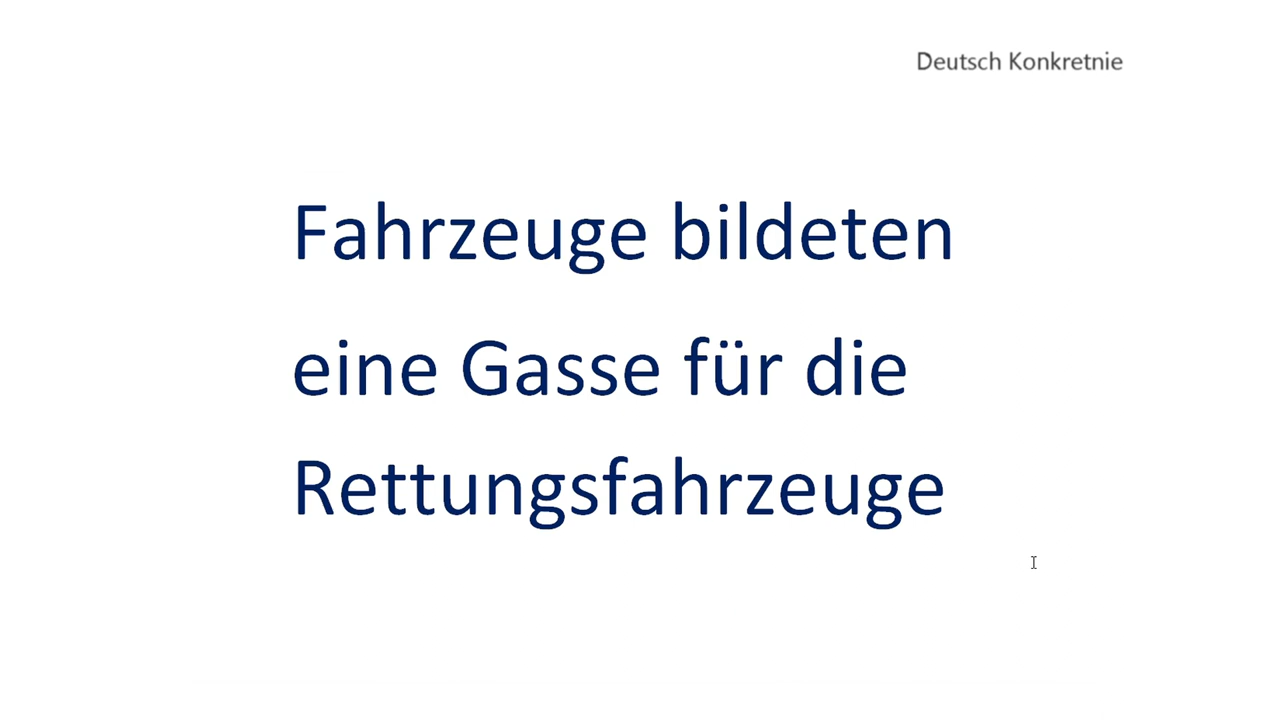 Deutsch Konkretnie
Fahrzeuge bildeten
eine Gasse für die
Rettungsfahrzeuge